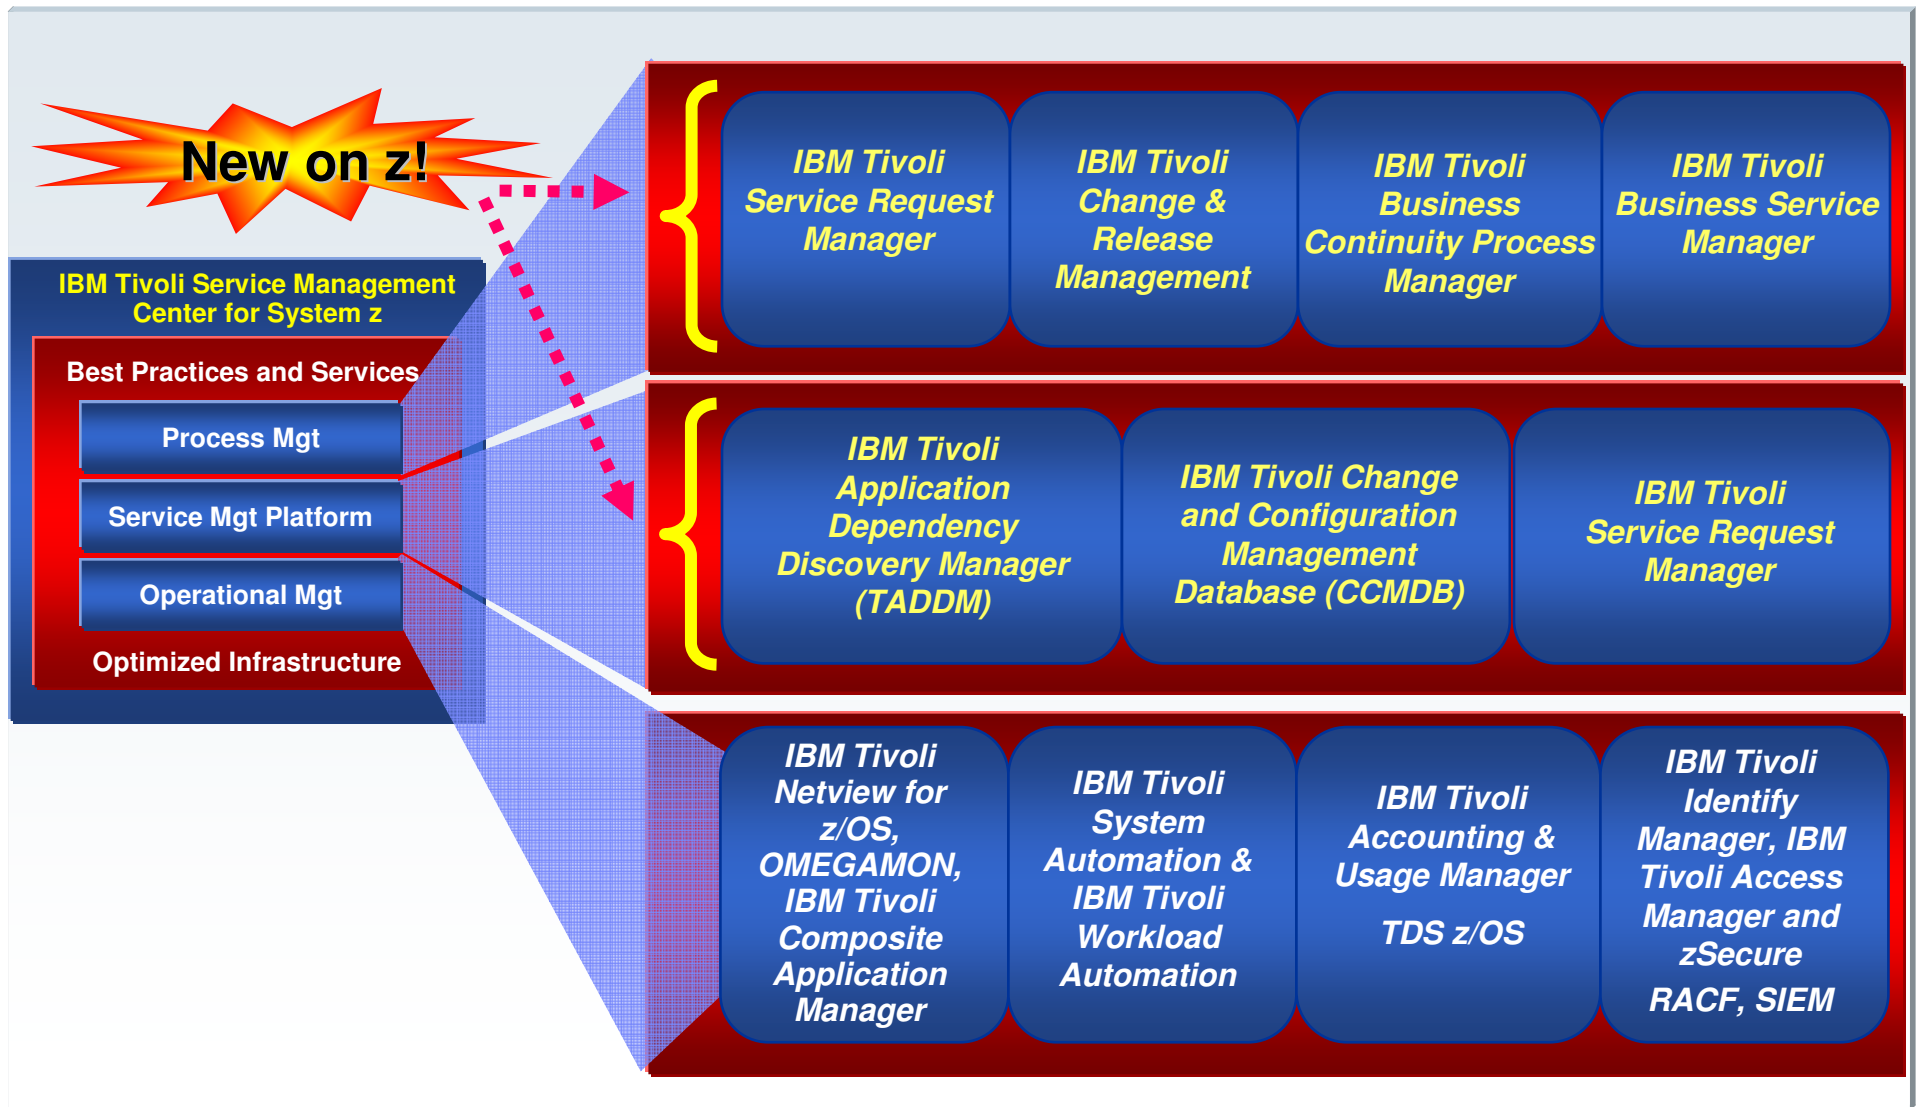 New on z!
IBM Tivoli Service Management
Center for System z
Best Practices and Services
Process Mgt
Service Mgt Platform
Operational Mgt
Optimized Infrastructure
IBM Tivoli
Service Request
Manager
IBM Tivoli
Change &
Release
Management
IBM Tivoli
Business
Continuity Process
Manager
IBM Tivoli
Business Service
Manager
IBM Tivoli
Application
Dependency
Discovery Manager
(TADDM)
IBM Tivoli Change
and Configuration
Management
Database (CCMDB)
IBM Tivoli
Service Request
Manager
IBM Tivoli
Netview for
z/OS,
OMEGAMON,
IBM Tivoli
Composite
Application
Manager
IBM Tivoli
System
Automation &
IBM Tivoli
Workload
Automation
IBM Tivoli
Accounting &
Usage Manager
TDS z/OS
IBM Tivoli
Identify
Manager, IBM
Tivoli Access
Manager and
zSecure
RACF, SIEM